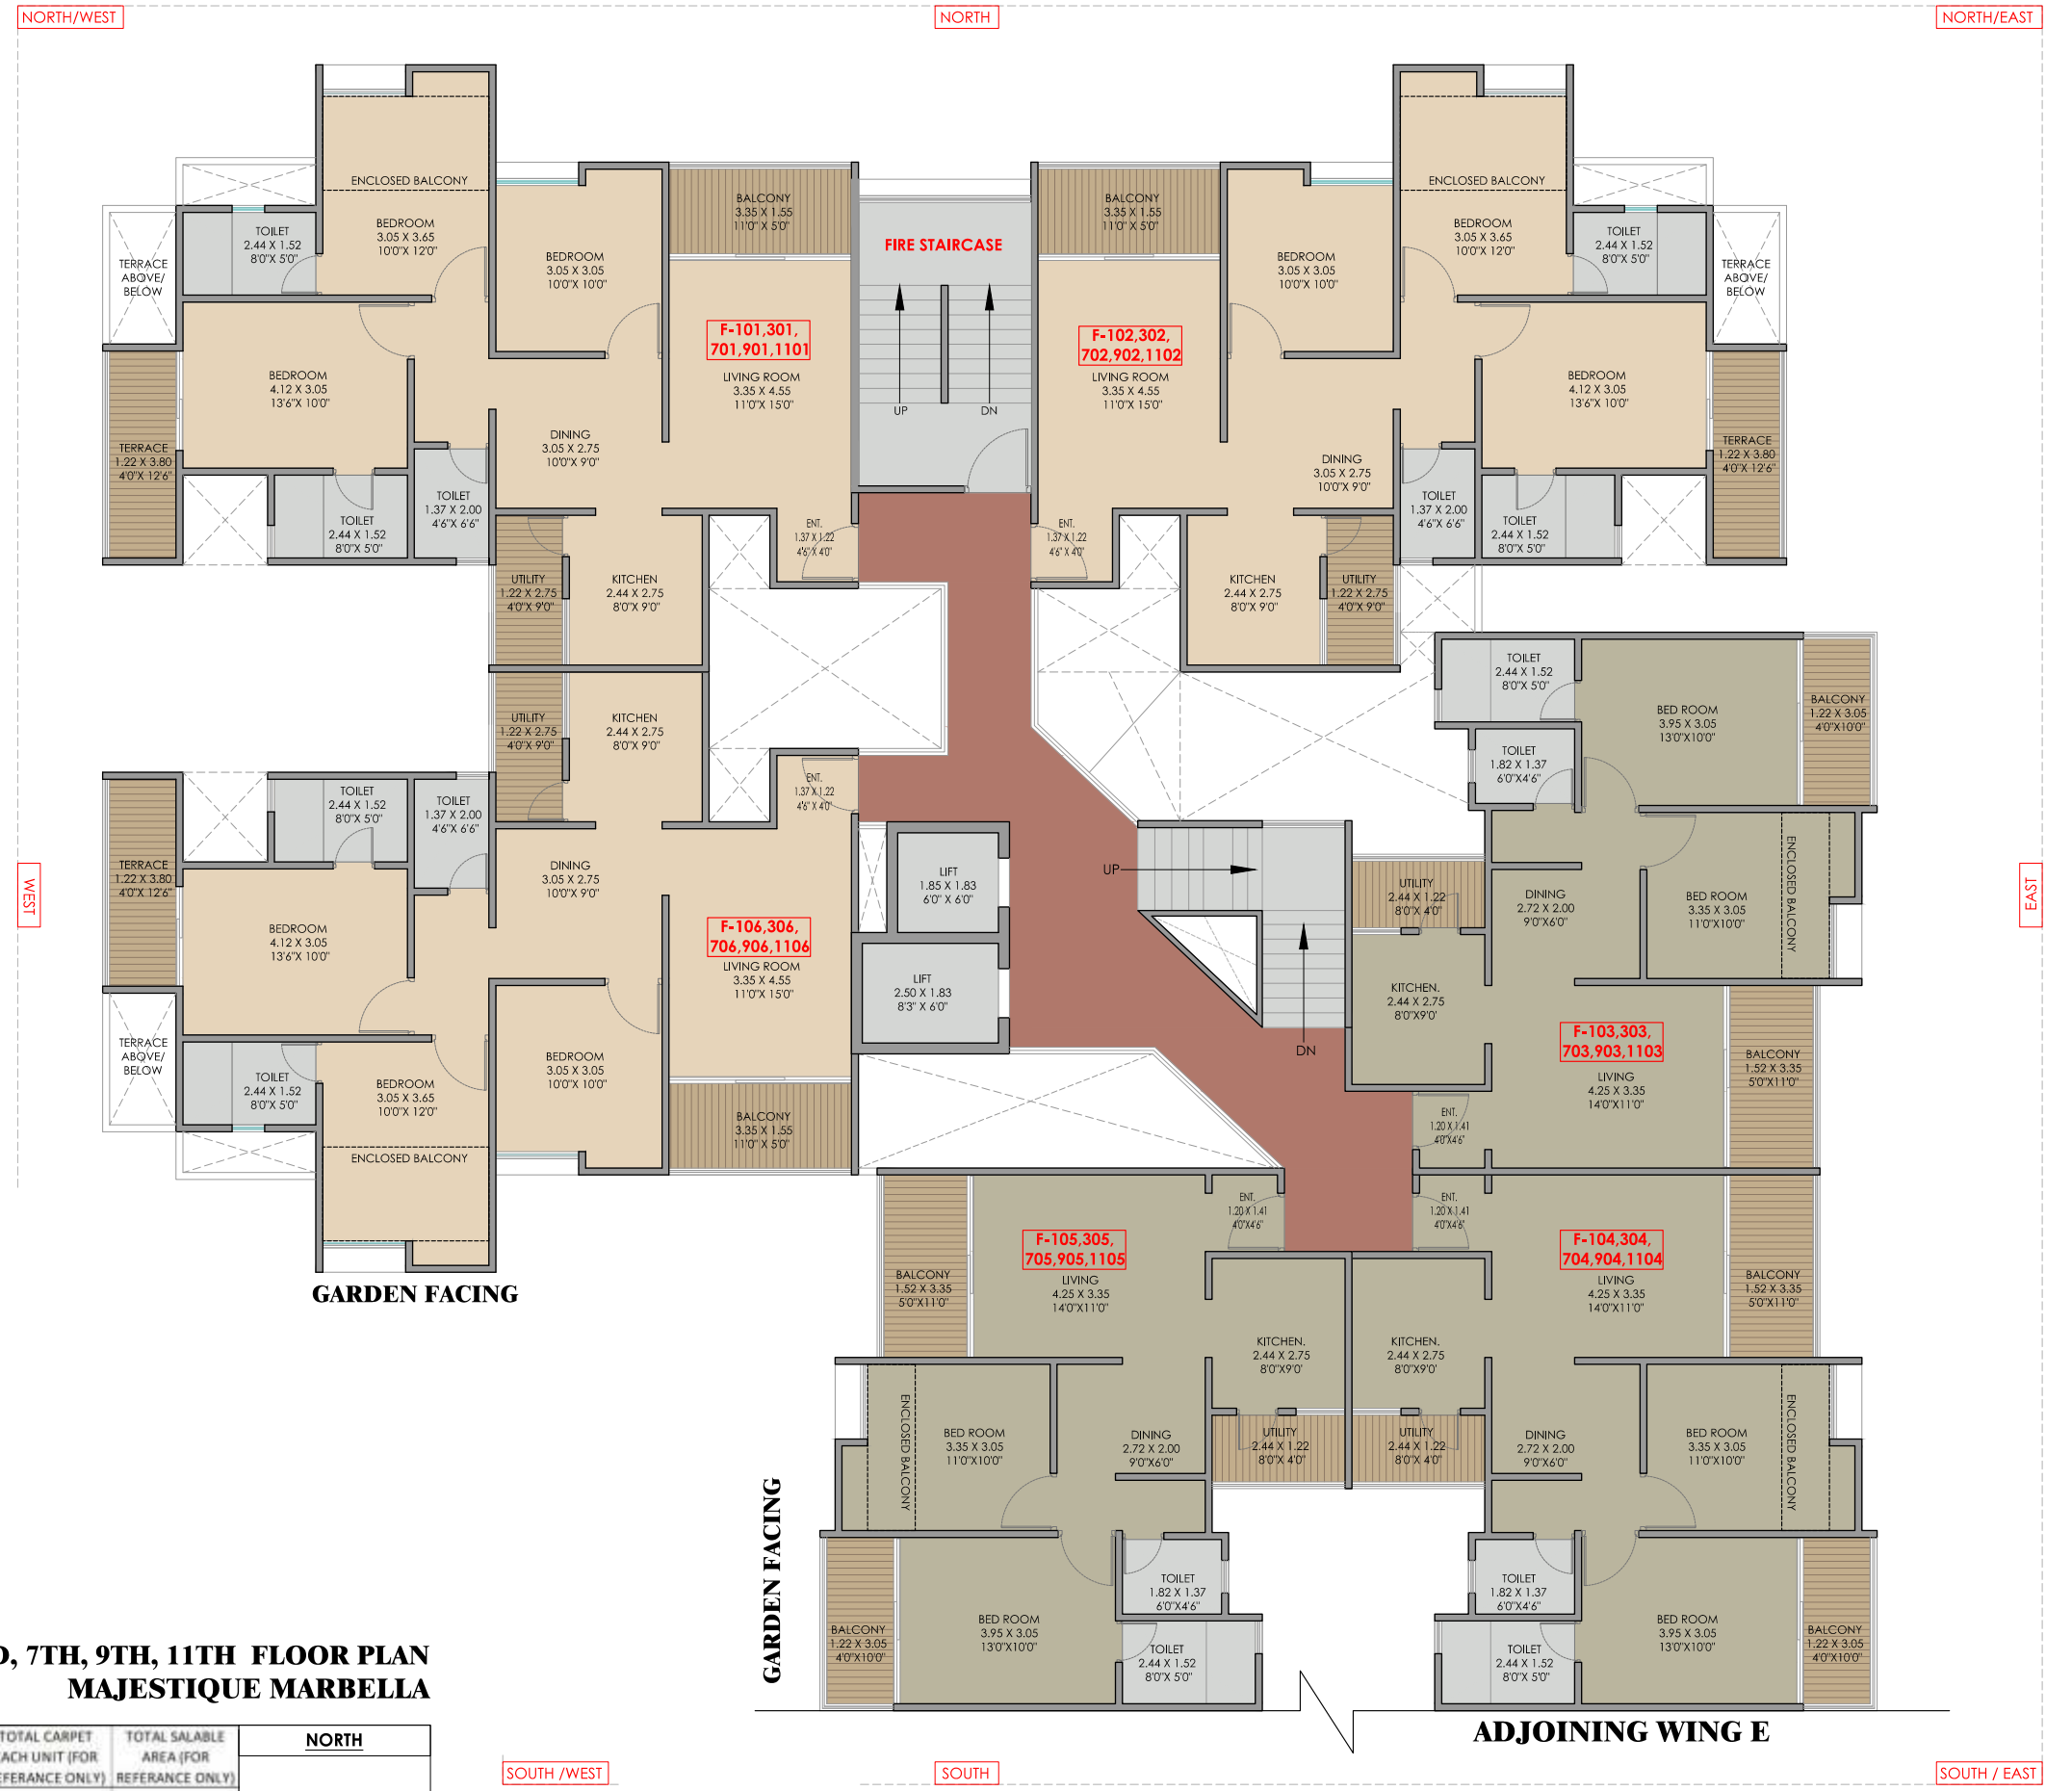 NORTH/WEST
NORTH
NORTH/EAST
ENCLOSED BALCONY
BEDROOM
3.05 X 3.65
10'0"X 12'0"
TOILET
2.44 X 1.52
8'0"X 5'0"
TERRACE
ABOVE/
BELOW
BEDROOM
4.12 X 3.05
13'6"X 10'0"
TERRACE
1.22 X 3.80
4'0"X 12'6"
TOILET
2.44 X 1.52
8'0"X 5'0"
TOILET
1.37 X 2.00
4'6"X 6'6"
BEDROOM
3.05 X 3.05
10'0"X 10'0"
BALCONY
3.35 X 1.55
11'0" X 5'0"
F-101,301,
701,901,1101
LIVING ROOM
3.35 X 4.55
11'0"X 15'0"
DINING
3.05 X 2.75
10'0"X 9'0"
ENT.
1.37 X 1.22
4'6" X 4'0"
UTILITY
1.22 X 2.75
4'0"X 9'0"
KITCHEN
2.44 X 2.75
8'0"X 9'0"
FIRE STAIRCASE
UP
DN
BALCONY
3.35 X 1.55
11'0" X 5'0"
F-102,302,
702,902,1102
LIVING ROOM
3.35 X 4.55
11'0"X 15'0"
BEDROOM
3.05 X 3.05
10'0"X 10'0"
ENCLOSED BALCONY
BEDROOM
3.05 X 3.65
10'0"X 12'0"
TOILET
2.44 X 1.52
8'0"X 5'0"
TERRACE
ABOVE/
BELOW
BEDROOM
4.12 X 3.05
13'6"X 10'0"
TERRACE
1.22 X 3.80
4'0"X 12'6"
DINING
3.05 X 2.75
10'0"X 9'0"
TOILET
1.37 X 2.00
4'6"X 6'6"
TOILET
2.44 X 1.52
8'0"X 5'0"
ENT.
1.37 X 1.22
4'6" X 4'0"
KITCHEN
2.44 X 2.75
8'0"X 9'0"
UTILITY
1.22 X 2.75
4'0"X 9'0"
UTILITY
1.22 X 2.75
4'0"X 9'0"
KITCHEN
2.44 X 2.75
8'0"X 9'0"
ENT.
1.37 X 1.22
4'6" X 4'0"
TOILET
2.44 X 1.52
8'0"X 5'0"
TOILET
1.37 X 2.00
4'6"X 6'6"
TERRACE
1.22 X 3.80
4'0"X 12'6"
WEST
BEDROOM
4.12 X 3.05
13'6"X 10'0"
DINING
3.05 X 2.75
10'0"X 9'0"
F-106,306,
706,906,1106
LIVING ROOM
3.35 X 4.55
11'0"X 15'0"
TERRACE
ABOVE/
BELOW
TOILET
2.44 X 1.52
8'0"X 5'0"
BEDROOM
3.05 X 3.65
10'0"X 12'0"
ENCLOSED BALCONY
BEDROOM
3.05 X 3.05
10'0"X 10'0"
BALCONY
3.35 X 1.55
11'0" X 5'0"
GARDEN FACING
LIFT
1.85 X 1.83
6'0" X 6'0"
LIFT
2.50 X 1.83
8'3" X 6'0"
UP
DN
TOILET
2.44 X 1.52
8'0"X 5'0"
BED ROOM
3.95 X 3.05
13'0"X10'0"
BALCONY
1.22 X 3.05
4'0"X10'0"
TOILET
1.82 X 1.37
6'0"X4'6"
UTILITY
2.44 X 1.22
8'0"X 4'0"
DINING
2.72 X 2.00
9'0"X6'0"
BED ROOM
3.35 X 3.05
11'0"X10'0"
ENCLOSED BALCONY
EAST
KITCHEN.
2.44 X 2.75
8'0"X9'0'
F-103,303,
703,903,1103
LIVING
4.25 X 3.35
14'0"X11'0"
BALCONY
1.52 X 3.35
5'0"X11'0"
ENT.
1.20 X 1.41
4'0"X4'6"
BALCONY
1.52 X 3.35
5'0"X11'0"
F-105,305,
705,905,1105
LIVING
4.25 X 3.35
14'0"X11'0"
ENT.
1.20 X 1.41
4'0"X4'6"
ENT.
1.20 X 1.41
4'0"X4'6"
F-104,304,
704,904,1104
LIVING
4.25 X 3.35
14'0"X11'0"
BALCONY
1.52 X 3.35
5'0"X11'0"
KITCHEN.
2.44 X 2.75
8'0"X9'0'
KITCHEN.
2.44 X 2.75
8'0"X9'0'
ENCLOSED BALCONY
BED ROOM
3.35 X 3.05
11'0"X10'0"
DINING
2.72 X 2.00
9'0"X6'0"
UTILITY
2.44 X 1.22
8'0"X 4'0"
UTILITY
2.44 X 1.22
8'0"X 4'0"
DINING
2.72 X 2.00
9'0"X6'0"
BED ROOM
3.35 X 3.05
11'0"X10'0"
ENCLOSED BALCONY
GARDEN FACING
BALCONY
1.22 X 3.05
4'0"X10'0"
BED ROOM
3.95 X 3.05
13'0"X10'0"
TOILET
1.82 X 1.37
6'0"X4'6"
TOILET
2.44 X 1.52
8'0"X 5'0"
TOILET
1.82 X 1.37
6'0"X4'6"
TOILET
2.44 X 1.52
8'0"X 5'0"
BED ROOM
3.95 X 3.05
13'0"X10'0"
BALCONY
1.22 X 3.05
4'0"X10'0"
ADJOINING WING E
D, 7TH, 9TH, 11TH FLOOR PLAN
MAJESTIQUE MARBELLA
TOTAL CARPET
ACH UNIT (FOR
EFERANCE ONLY)
TOTAL SALABLE
AREA (FOR
REFERANCE ONLY)
NORTH
SOUTH /WEST
SOUTH
SOUTH / EAST